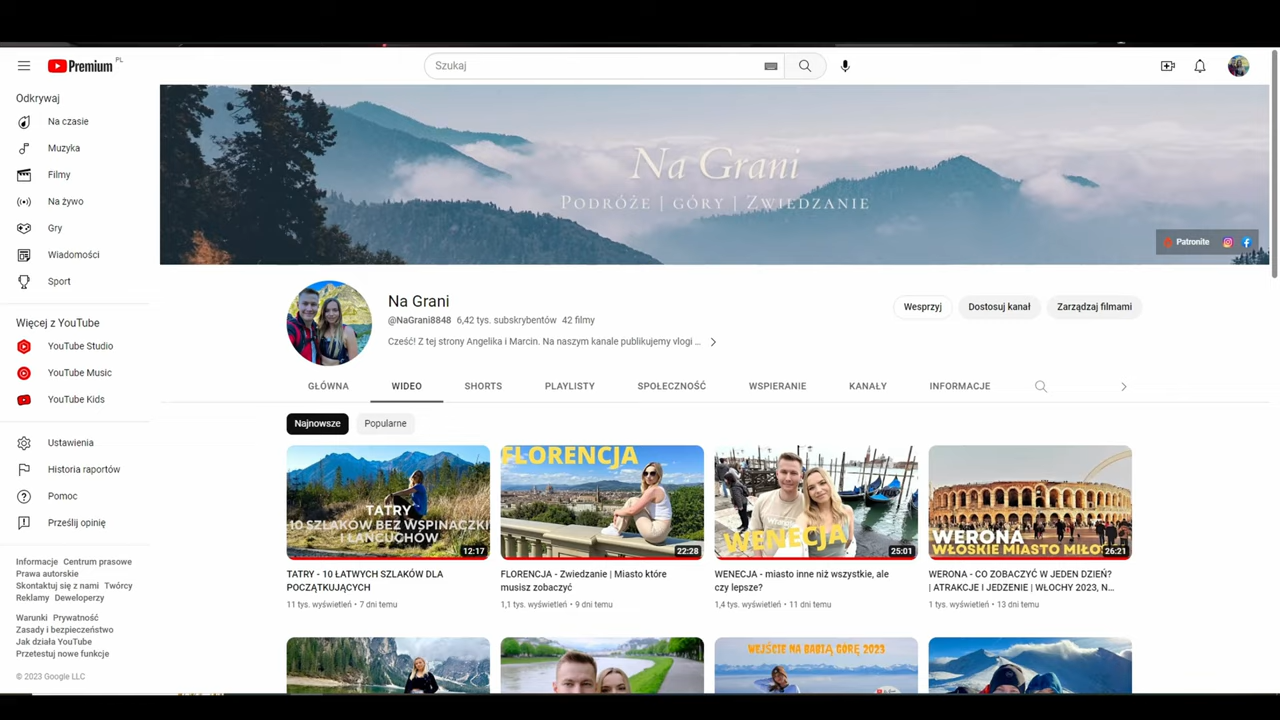 Premium PL
Szukaj
Odkrywaj
Na czasie
Muzyka
Filmy
Na żywo
Gry
Wiadomości
Sport
Więcej z YouTube
YouTube Studio
YouTube Music
YouTube Kids
Ustawienia
Historia raportów
Pomoc
Prześlij opinię
Informacje Centrum prasowe
Prawa autorskie
Skontaktuj się z nami Twórcy
Reklamy Deweloperzy
Warunki Prywatność
Zasady i bezpieczeństwo
Jak działa YouTube
Przetestuj nowe funkcje
© 2023 Google LLC
Na Grani
Podróże | góry | Zwiedzanie
Patronite
Na Grani
@NaGrani8848 6,42 tys. subskrybentów 42 filmy
Cześć! Z tej strony Angelika i Marcin. Na naszym kanale publikujemy vlogi ...
Wesprzyj
Dostosuj kanał
Zarządzaj filmami
GŁÓWNA
WIDEO
SHORTS
PLAYLISTY
SPOŁECZNOŚĆ
WSPIERANIE
KANAŁY
INFORMACJE
Najnowsze
Popularne
TATRY
10 SZLAKÓW BEZ WSPINACZKI
I ŁAŃCUCHÓW
12:17
TATRY - 10 ŁATWYCH SZLAKÓW DLA
POCZĄTKUJĄCYCH
11 tys. wyświetleń • 7 dni temu
FLORENCJA
22:28
FLORENCJA - Zwiedzanie | Miasto które
musisz zobaczyć
1,1 tys. wyświetleń • 9 dni temu
WENECJA
25:01
WENECJA - miasto inne niż wszystkie, ale
czy lepsze?
1,4 tys. wyświetleń • 11 dni temu
WERONA
WŁOSKIE MIASTO
26:21
WERONA - CO ZOBACZYĆ W JEDEN DZIEŃ?
| ATRAKCJE I JEDZENIE | WŁOCHY 2023, N...
1 tys. wyświetleń • 13 dni temu
WEJŚCIE NA BABIĄ GÓRĘ 2023